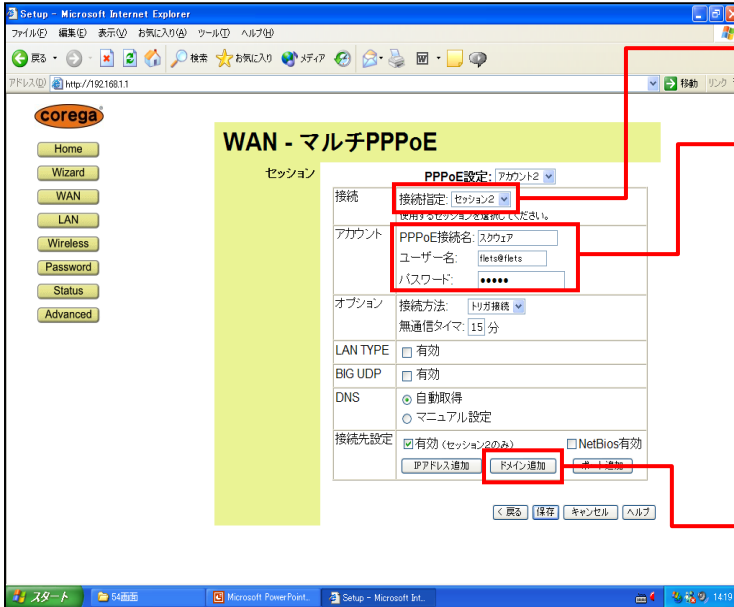 Setup - Microsoft Internet Explorer
ファイル(F) 編集(E) 表示(V) お気に入り(A) ツール(T) ヘルプ(H)
戻る 検索 お気に入り メディア
アドレス(D) http://192.168.1.1 移動 リンク
corega
Home
Wizard
WAN
LAN
Wireless
Password
Status
Advanced
WAN - マルチPPPoE
セッション
PPPoE設定: アカウント2
接続 接続指定: セッション2
使用するセッションを選択してください。
アカウント PPPoE接続名: スクウェア
ユーザー名: flets@flets
パスワード: •••••
オプション 接続方法: トリガ接続
無通信タイマ: 15 分
LAN TYPE 有効
BIG UDP 有効
DNS 自動取得
マニュアル設定
接続先設定 有効 (セッション2のみ) NetBios有効
IPアドレス追加 ドメイン追加 ポート追加
< 戻る 保存 キャンセル ヘルプ
スタート 54画面 Microsoft PowerPoint... Setup - Microsoft Int... 14:19